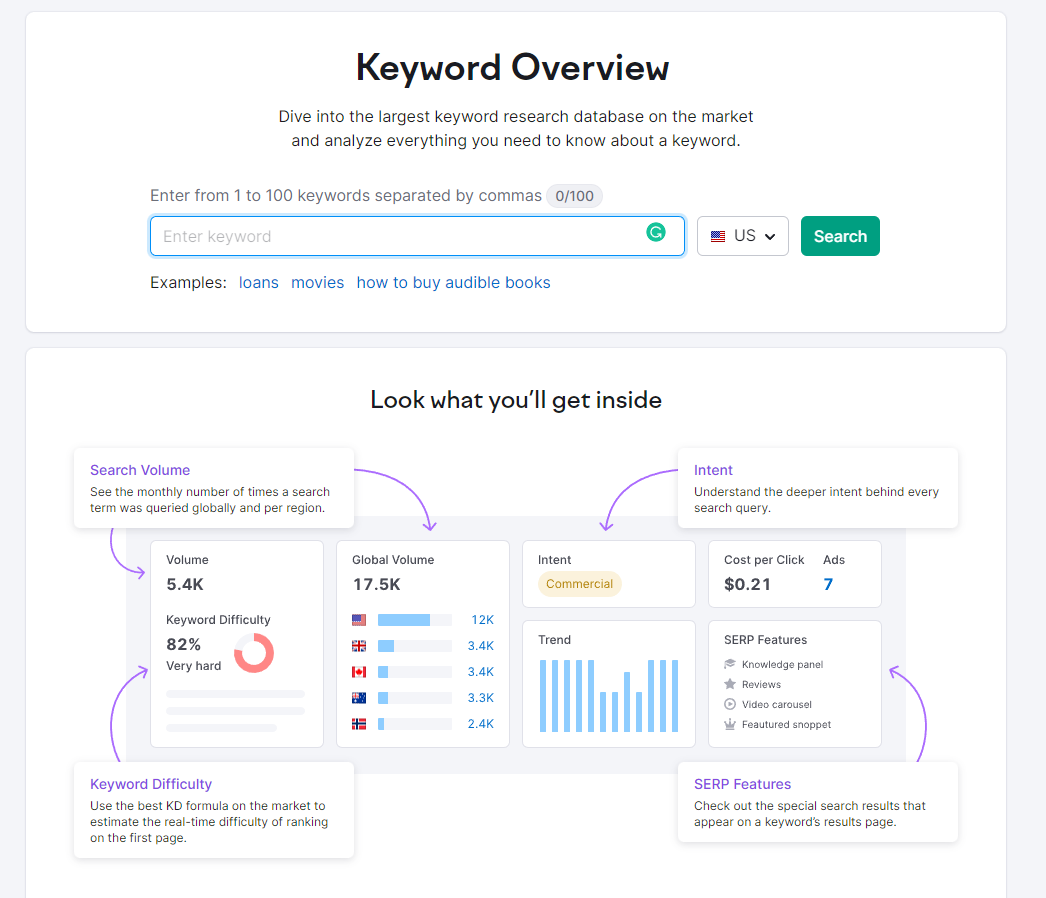 Keyword Overview
Dive into the largest keyword research database on the market
and analyze everything you need to know about a keyword.
Enter from 1 to 100 keywords separated by commas 0/100
Enter keyword
US
Search
Examples: loans movies how to buy audible books
Look what you'll get inside
Search Volume
See the monthly number of times a search
term was queried globally and per region.
Intent
Understand the deeper intent behind every
search query.
Volume
5.4K
Keyword Difficulty
82%
Very hard
Global Volume
17.5K
12K
3.4K
3.4K
3.3K
2.4K
Intent
Commercial
Trend
Cost per Click Ads
$0.21 7
SERP Features
Knowledge panel
Reviews
Video carousel
Feautured snoppet
Keyword Difficulty
Use the best KD formula on the market to
estimate the real-time difficulty of ranking
on the first page.
SERP Features
Check out the special search results that
appear on a keyword's results page.